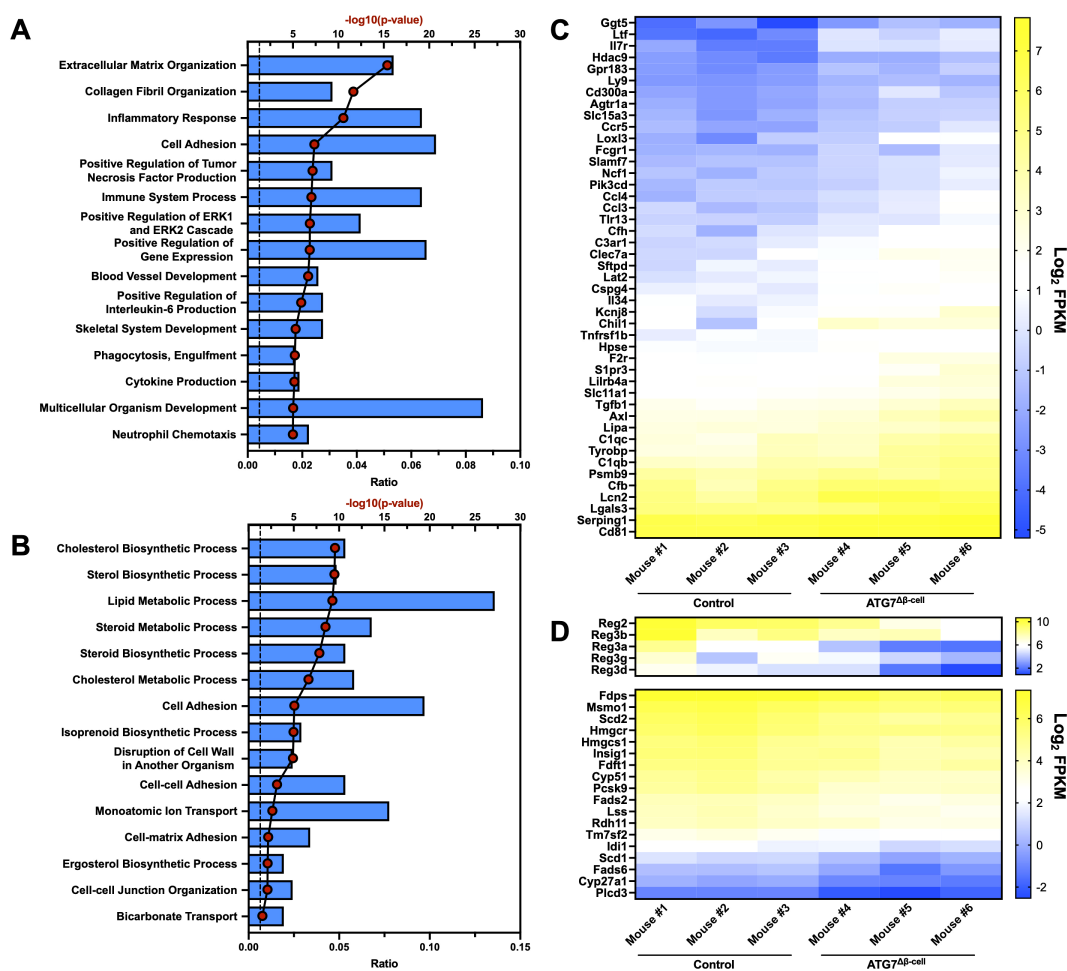 A
-log10(p-value)
0 5 10 15 20 25 30
Extracellular Matrix Organization
Collagen Fibril Organization
Inflammatory Response
Cell Adhesion
Positive Regulation of Tumor
Necrosis Factor Production
Immune System Process
Positive Regulation of ERK1
and ERK2 Cascade
Positive Regulation of
Gene Expression
Blood Vessel Development
Positive Regulation of
Interleukin-6 Production
Skeletal System Development
Phagocytosis, Engulfment
Cytokine Production
Multicellular Organism Development
Neutrophil Chemotaxis
0.00 0.02 0.04 0.06 0.08 0.10
Ratio
B
-log10(p-value)
0 5 10 15 20 25 30
Cholesterol Biosynthetic Process
Sterol Biosynthetic Process
Lipid Metabolic Process
Steroid Metabolic Process
Steroid Biosynthetic Process
Cholesterol Metabolic Process
Cell Adhesion
Isoprenoid Biosynthetic Process
Disruption of Cell Wall
in Another Organism
Cell-cell Adhesion
Monoatomic Ion Transport
Cell-matrix Adhesion
Ergosterol Biosynthetic Process
Cell-cell Junction Organization
Bicarbonate Transport
0.00 0.05 0.10 0.15
Ratio
C
Ggt5
Ltf
Il7r
Hdac9
Gpr183
Ly9
Cd300a
Agtr1a
Slc15a3
Ccr5
Loxl3
Fcgr1
Slamf7
Ncf1
Pik3cd
Ccl4
Ccl3
Tlr13
Cfh
C3ar1
Clec7a
Sftpd
Lat2
Cspg4
Il34
Kcnj8
Chil1
Tnfrsf1b
Hpse
F2r
S1pr3
Lilrb4a
Slc11a1
Tgfb1
Axl
Lipa
C1qc
Tyrobp
C1qb
Psmb9
Cfb
Lcn2
Lgals3
Serping1
Cd81
Mouse #1 Mouse #2 Mouse #3 Mouse #4 Mouse #5 Mouse #6
Control ATG7Δβ-cell
7
6
5
4
3
2
1
0
-1
-2
-3
-4
-5
Log2 FPKM
D
Reg2
Reg3b
Reg3a
Reg3g
Reg3d
10
8
6
4
2
Fdps
Msmo1
Scd2
Hmgcr
Hmgcs1
Insig1
Fdft1
Cyp51
Pcsk9
Fads2
Lss
Rdh11
Tm7sf2
Idi1
Scd1
Fads6
Cyp27a1
Plcd3
Mouse #1 Mouse #2 Mouse #3 Mouse #4 Mouse #5 Mouse #6
Control ATG7Δβ-cell
6
4
2
0
-2
Log2 FPKM